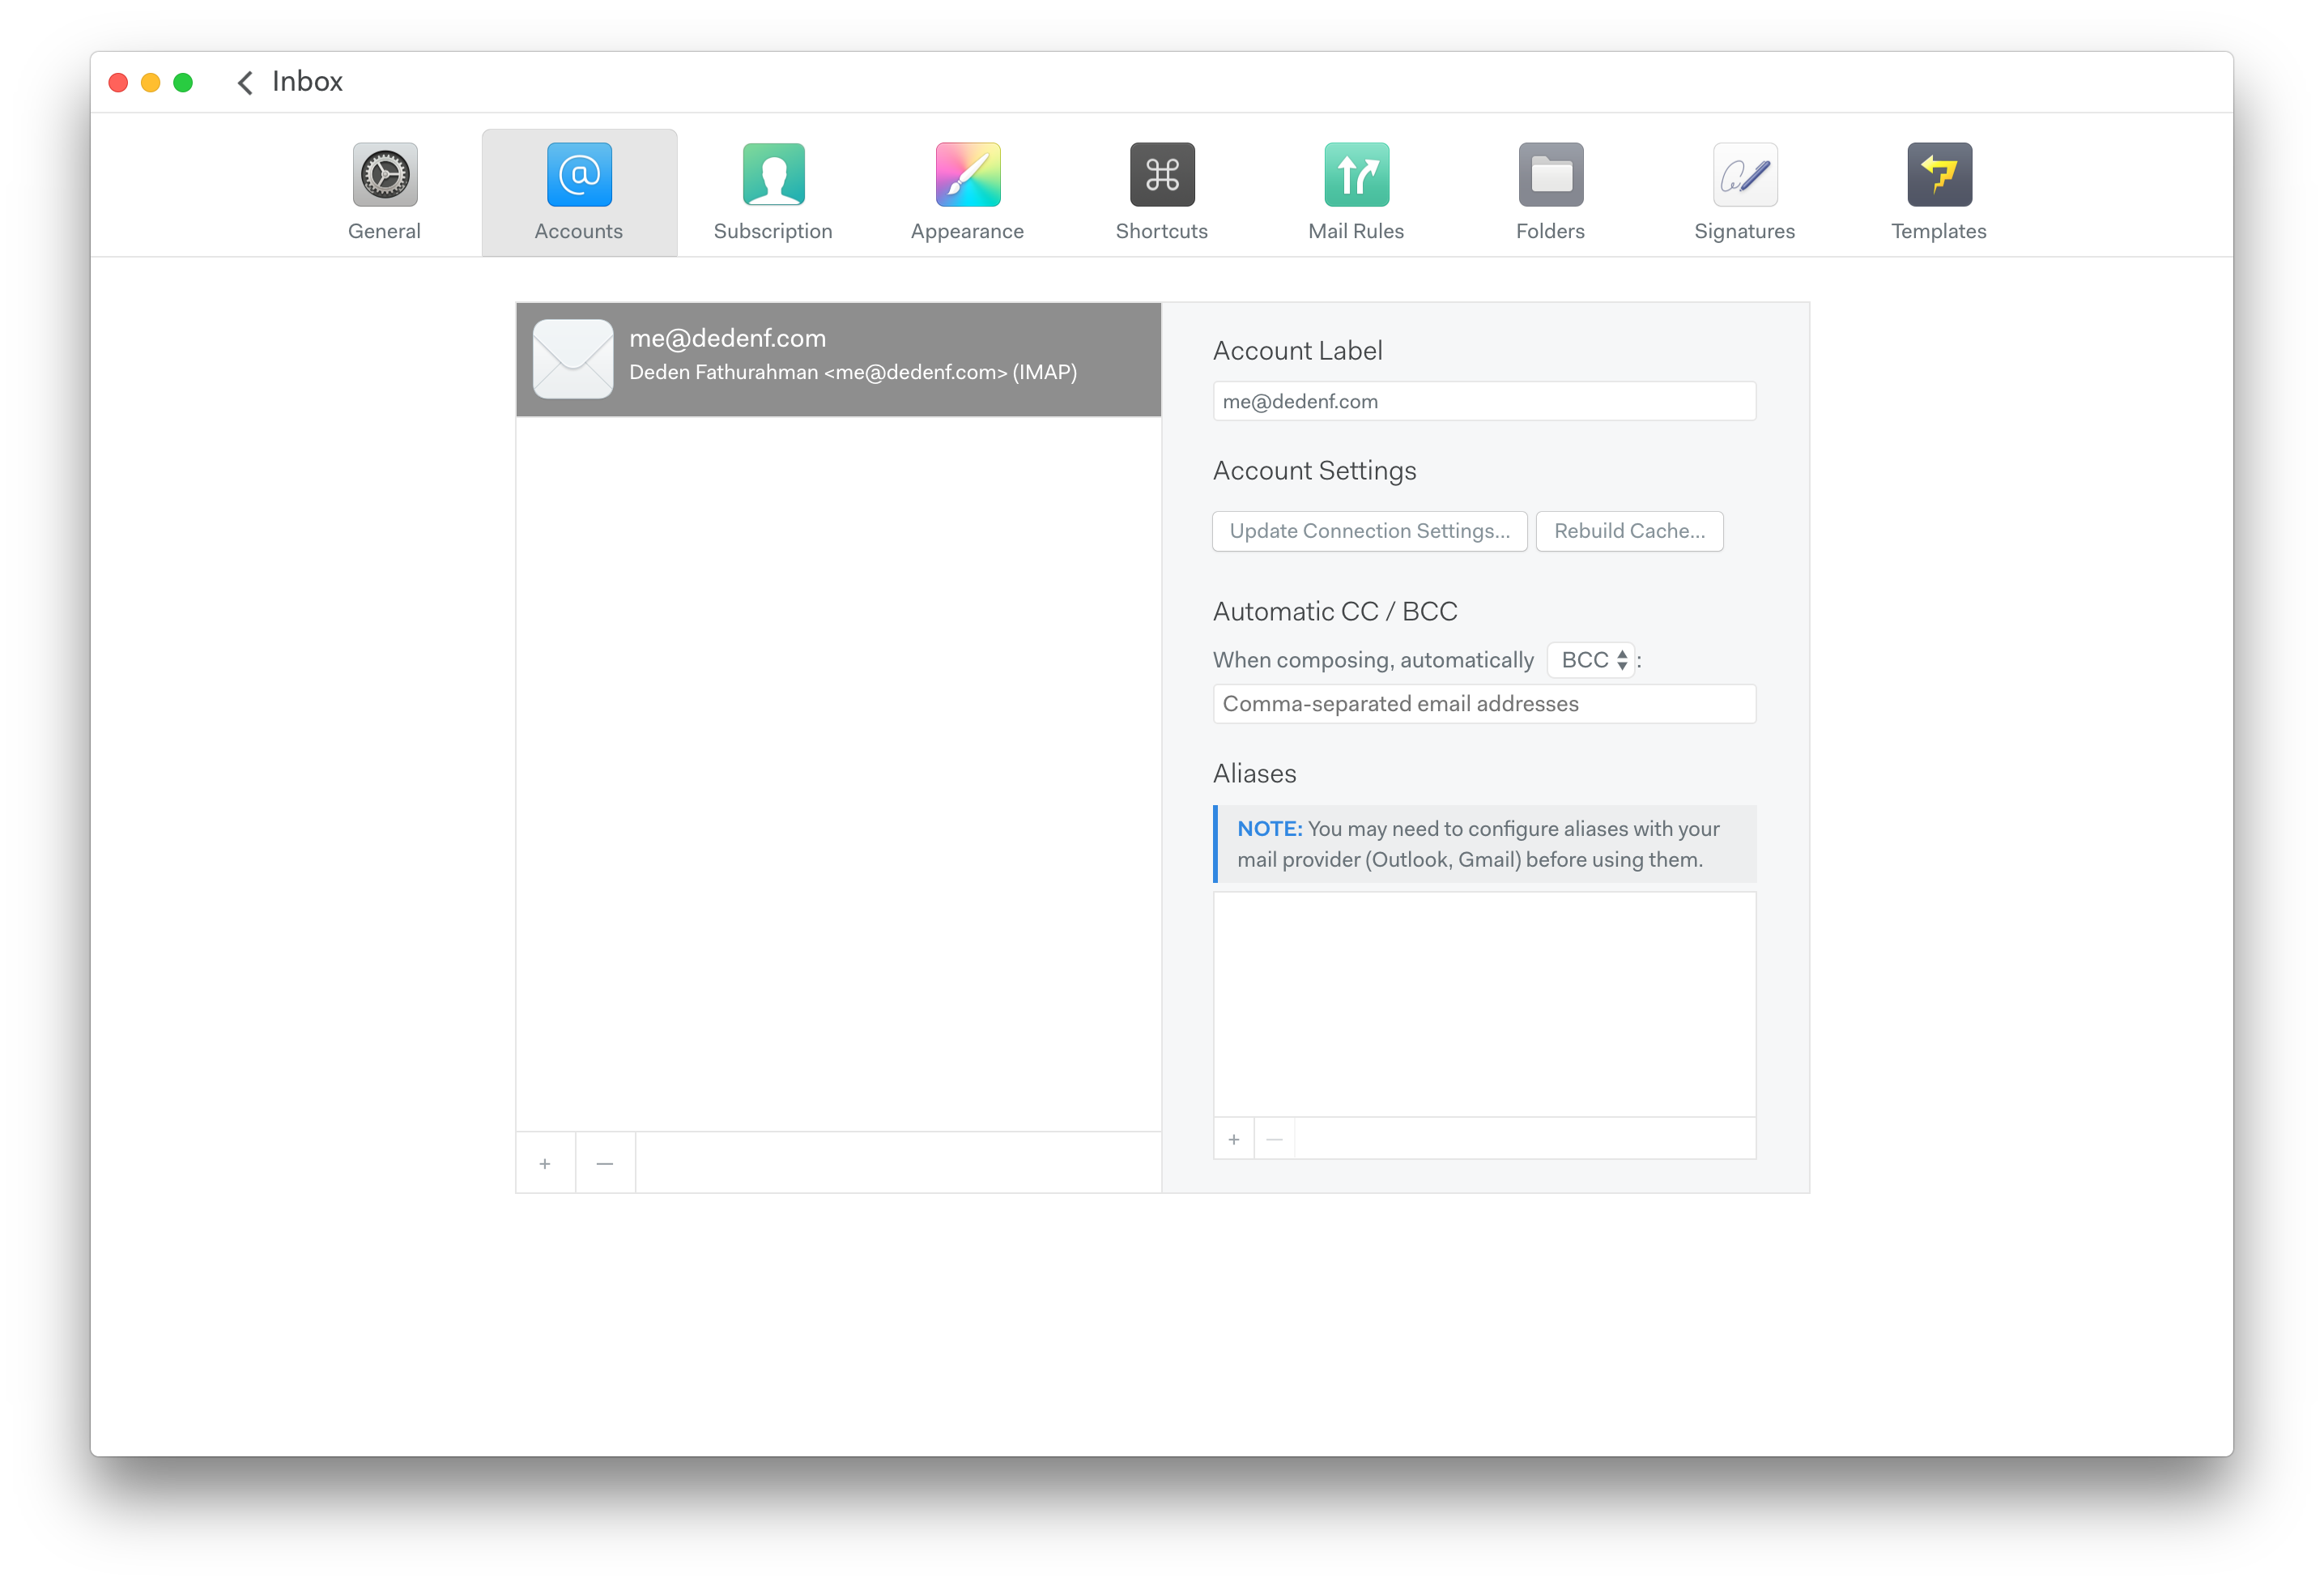 Inbox
General
Accounts
Subscription
Appearance
Shortcuts
Mail Rules
Folders
Signatures
Templates
me@dedenf.com
Deden Fathurahman <me@dedenf.com> (IMAP)
+
—
Account Label
me@dedenf.com
Account Settings
Update Connection Settings...
Rebuild Cache...
Automatic CC / BCC
When composing, automatically BCC :
Comma-separated email addresses
Aliases
NOTE: You may need to configure aliases with your
mail provider (Outlook, Gmail) before using them.
+
—